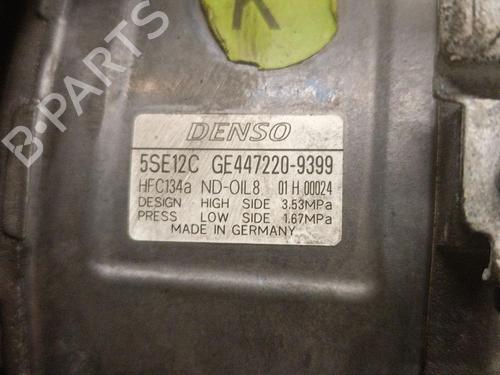 K
DENSO
5SE12C GE447220-9399
HFC134a ND-OIL8 01 H 00024
DESIGN HIGH SIDE 3.53MPa
PRESS LOW SIDE 1.67MPa
MADE IN GERMANY
B-PARTS